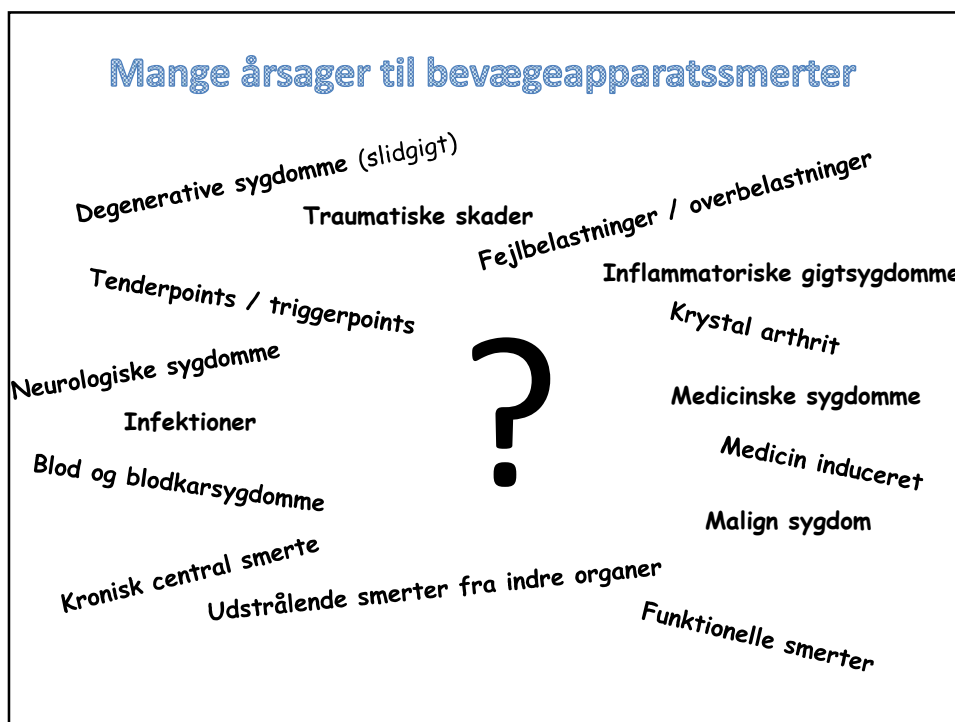 Mange årsager til bevægeapparatssmerter
Degenerative sygdomme (slidgigt)
Traumatiske skader
Fejlbelastninger / overbelastninger
Inflammatoriske gigtsygdomme
Tenderpoints / triggerpoints
Krystal arthrit
Neurologiske sygdomme
?
Medicinske sygdomme
Infektioner
Medicin induceret
Blod og blodkarsygdomme
Malign sygdom
Kronisk central smerte
Udstrålende smerter fra indre organer
Funktionelle smerter